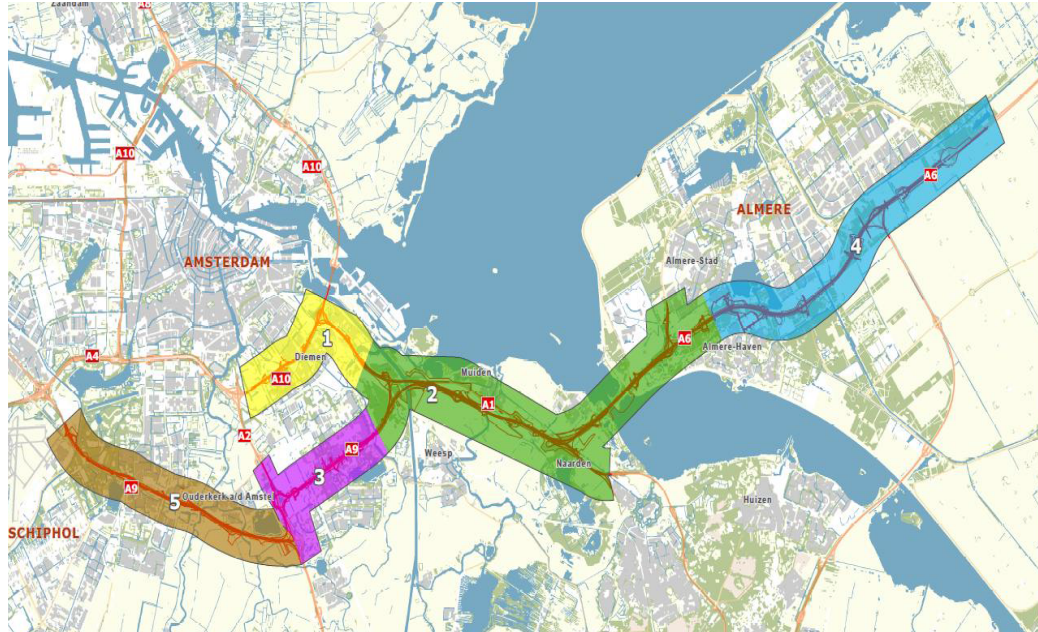 Zaandam
A8
A10
A10
A6
ALMERE
4
Almere-Stad
AMSTERDAM
A6
1
Almere-Haven
A4
Diemen
Muiden
A10
2
A1
A2
A9
Weesp
Naarden
3
A9
Ouderkerk a/d Amstel
5
Huizen
SCHIPHOL